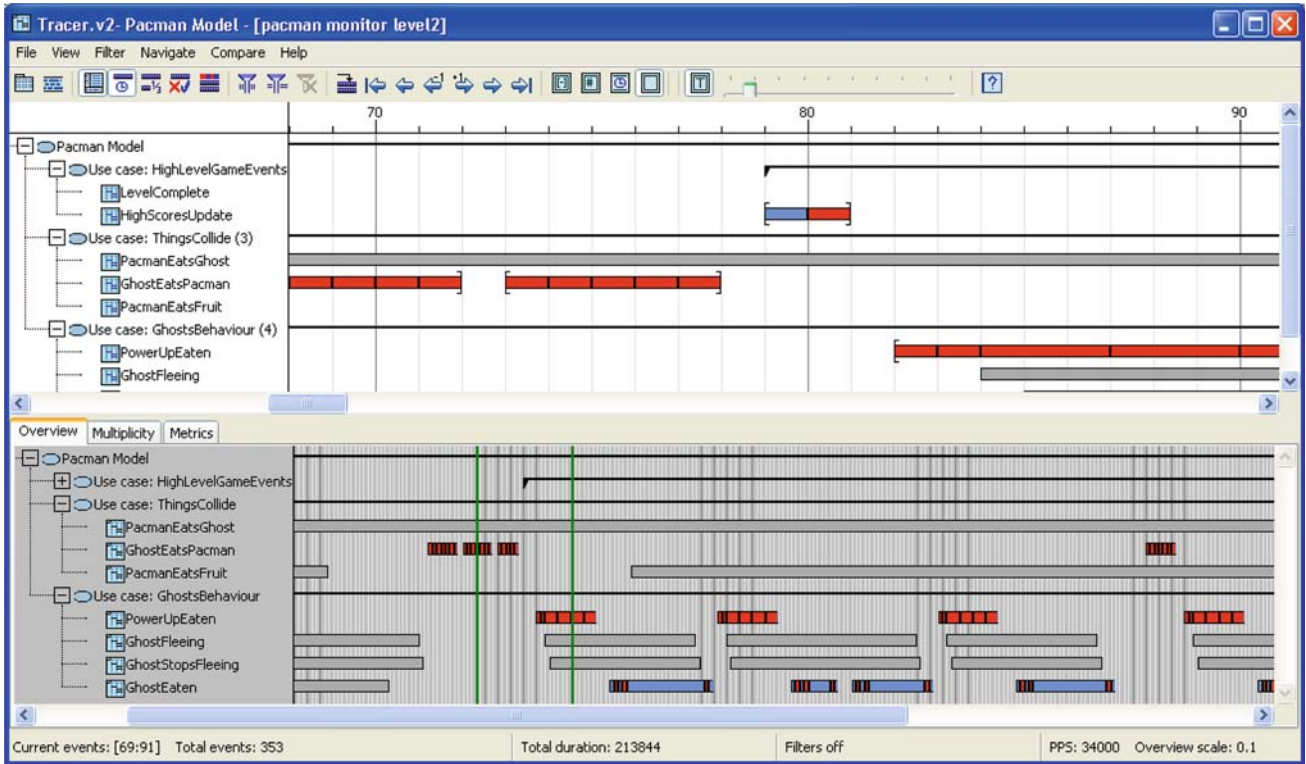 Tracer.v2- Pacman Model - [pacman monitor level2]
File View Filter Navigate Compare Help
70 80 90
Pacman Model
Use case: HighLevelGameEvents
LevelComplete
HighScoresUpdate
Use case: ThingsCollide (3)
PacmanEatsGhost
GhostEatsPacman
PacmanEatsFruit
Use case: GhostsBehaviour (4)
PowerUpEaten
GhostFleeing
Overview Multiplicity Metrics
Pacman Model
Use case: HighLevelGameEvents
Use case: ThingsCollide
PacmanEatsGhost
GhostEatsPacman
PacmanEatsFruit
Use case: GhostsBehaviour
PowerUpEaten
GhostFleeing
GhostStopsFleeing
GhostEaten
Current events: [69:91] Total events: 353 Total duration: 213844 Filters off PPS: 34000 Overview scale: 0.1